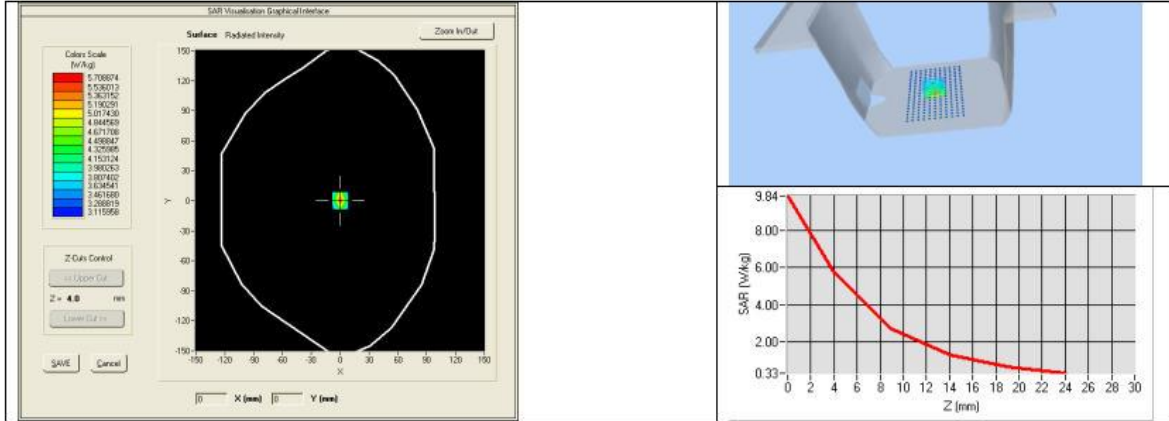 SAR Visualisation Graphical Interface
Surface Radiated Intensity
Zoom In/Out
Colors Scale
(W/kg)
5.708874
5.536013
5.363152
5.190291
5.017430
4.844569
4.671708
4.498847
4.325985
4.153124
3.980263
3.807402
3.634541
3.461680
3.288819
3.115958
Z-Cuts Control
<< Upper Cut
Z = 4.0 mm
Lower Cut >>
SAVE Cancel
150
120
90
60
30
0
-30
-60
-90
-120
-150
Y
-150 -120 -90 -60 -30 0 30 60 90 120 150
X
0 X (mm) 0 Y (mm)
9.84
8.00
6.00
4.00
2.00
0.33
SAR (W/kg)
0 2 4 6 8 10 12 14 16 18 20 22 24 26 28 30
Z (mm)